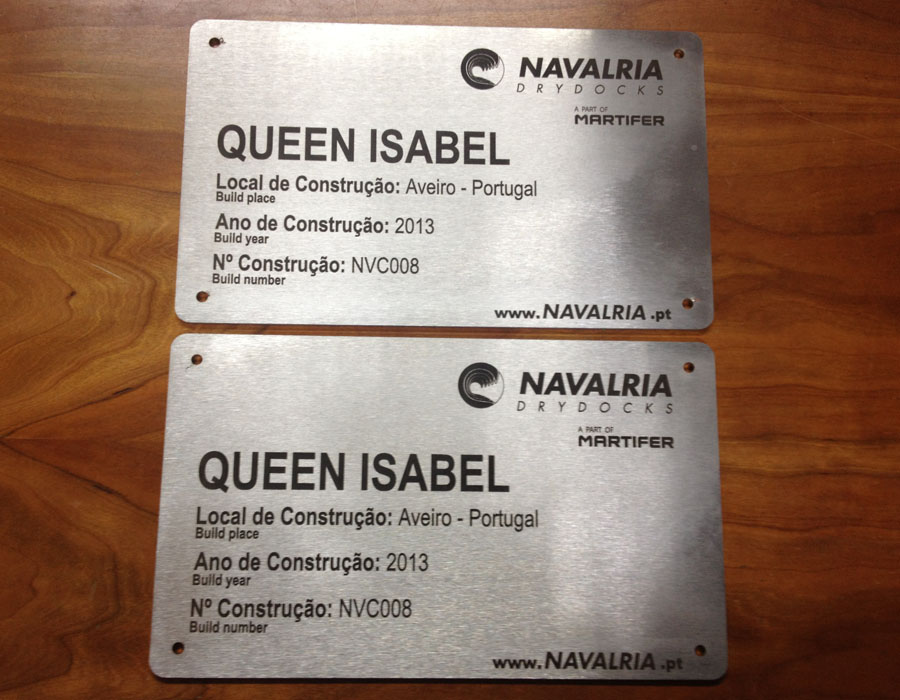 NAVALRIA
DRYDOCKS
A PART OF
MARTIFER
QUEEN ISABEL
Local de Construção: Aveiro - Portugal
Build place
Ano de Construção: 2013
Build year
Nº Construção: NVC008
Build number
www.NAVALRIA.pt
NAVALRIA
DRYDOCKS
A PART OF
MARTIFER
QUEEN ISABEL
Local de Construção: Aveiro - Portugal
Build place
Ano de Construção: 2013
Build year
Nº Construção: NVC008
Build number
www.NAVALRIA.pt